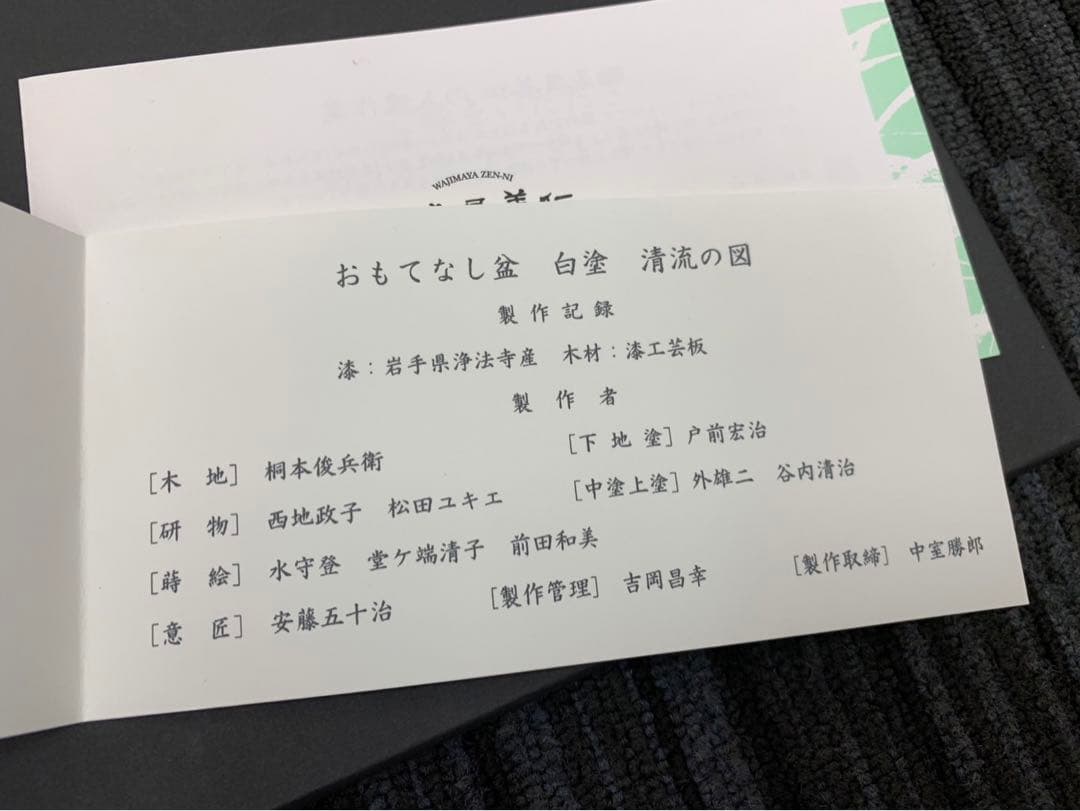 WAJIMAYA ZEN-NI
おもてなし盆　白塗　清流の図
製作記録
漆：岩手県浄法寺産　木材：漆工芸板
製作者
［木　地］ 桐本俊兵衛　［下 地 塗］ 戸前宏治
［研　物］ 西地政子　松田ユキエ　［中塗上塗］ 外雄二　谷内清治
［蒔　絵］ 水守登　堂ケ端清子　前田和美
［意　匠］ 安藤五十治　［製作管理］ 吉岡昌幸　［製作取締］ 中室勝郎